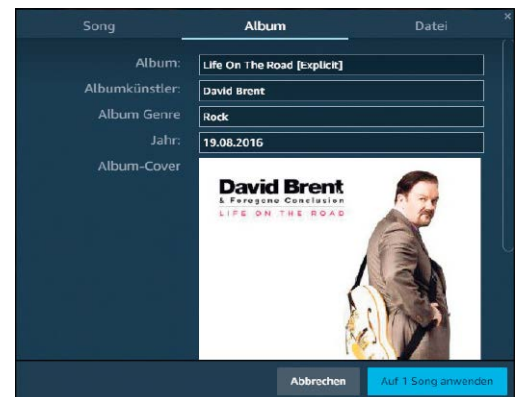 Song Album Datei ×
Album: Life On The Road [Explicit]
Albumkünstler: David Brent
Album Genre Rock
Jahr: 19.08.2016
Album-Cover
David Brent
& Foregone Conclusion
LIFE ON THE ROAD
Abbrechen Auf 1 Song anwenden